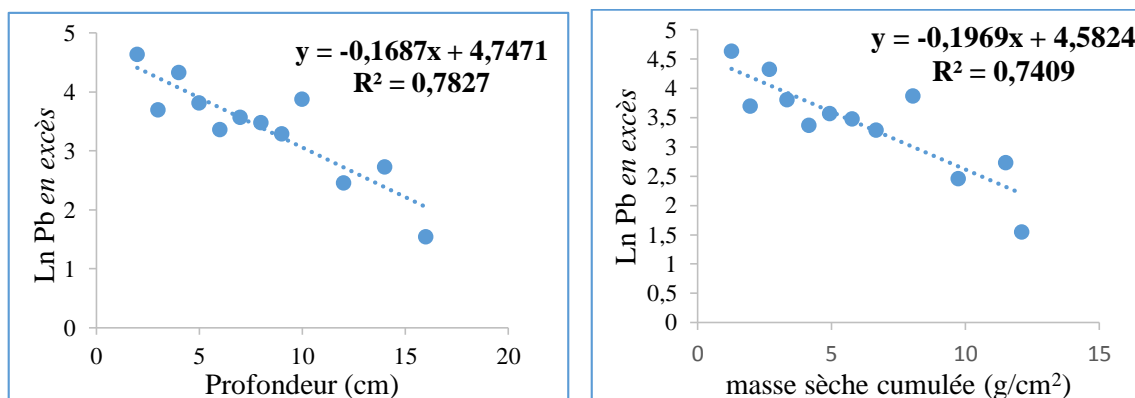 y = -0,1687x + 4,7471
R² = 0,7827
5
4
3
2
1
0
0 5 10 15 20
Ln Pb en excès
Profondeur (cm)
y = -0,1969x + 4,5824
R² = 0,7409
5
4,5
4
3,5
3
2,5
2
1,5
1
0,5
0
0 5 10 15
Ln Pb en excès
masse sèche cumulée (g/cm²)